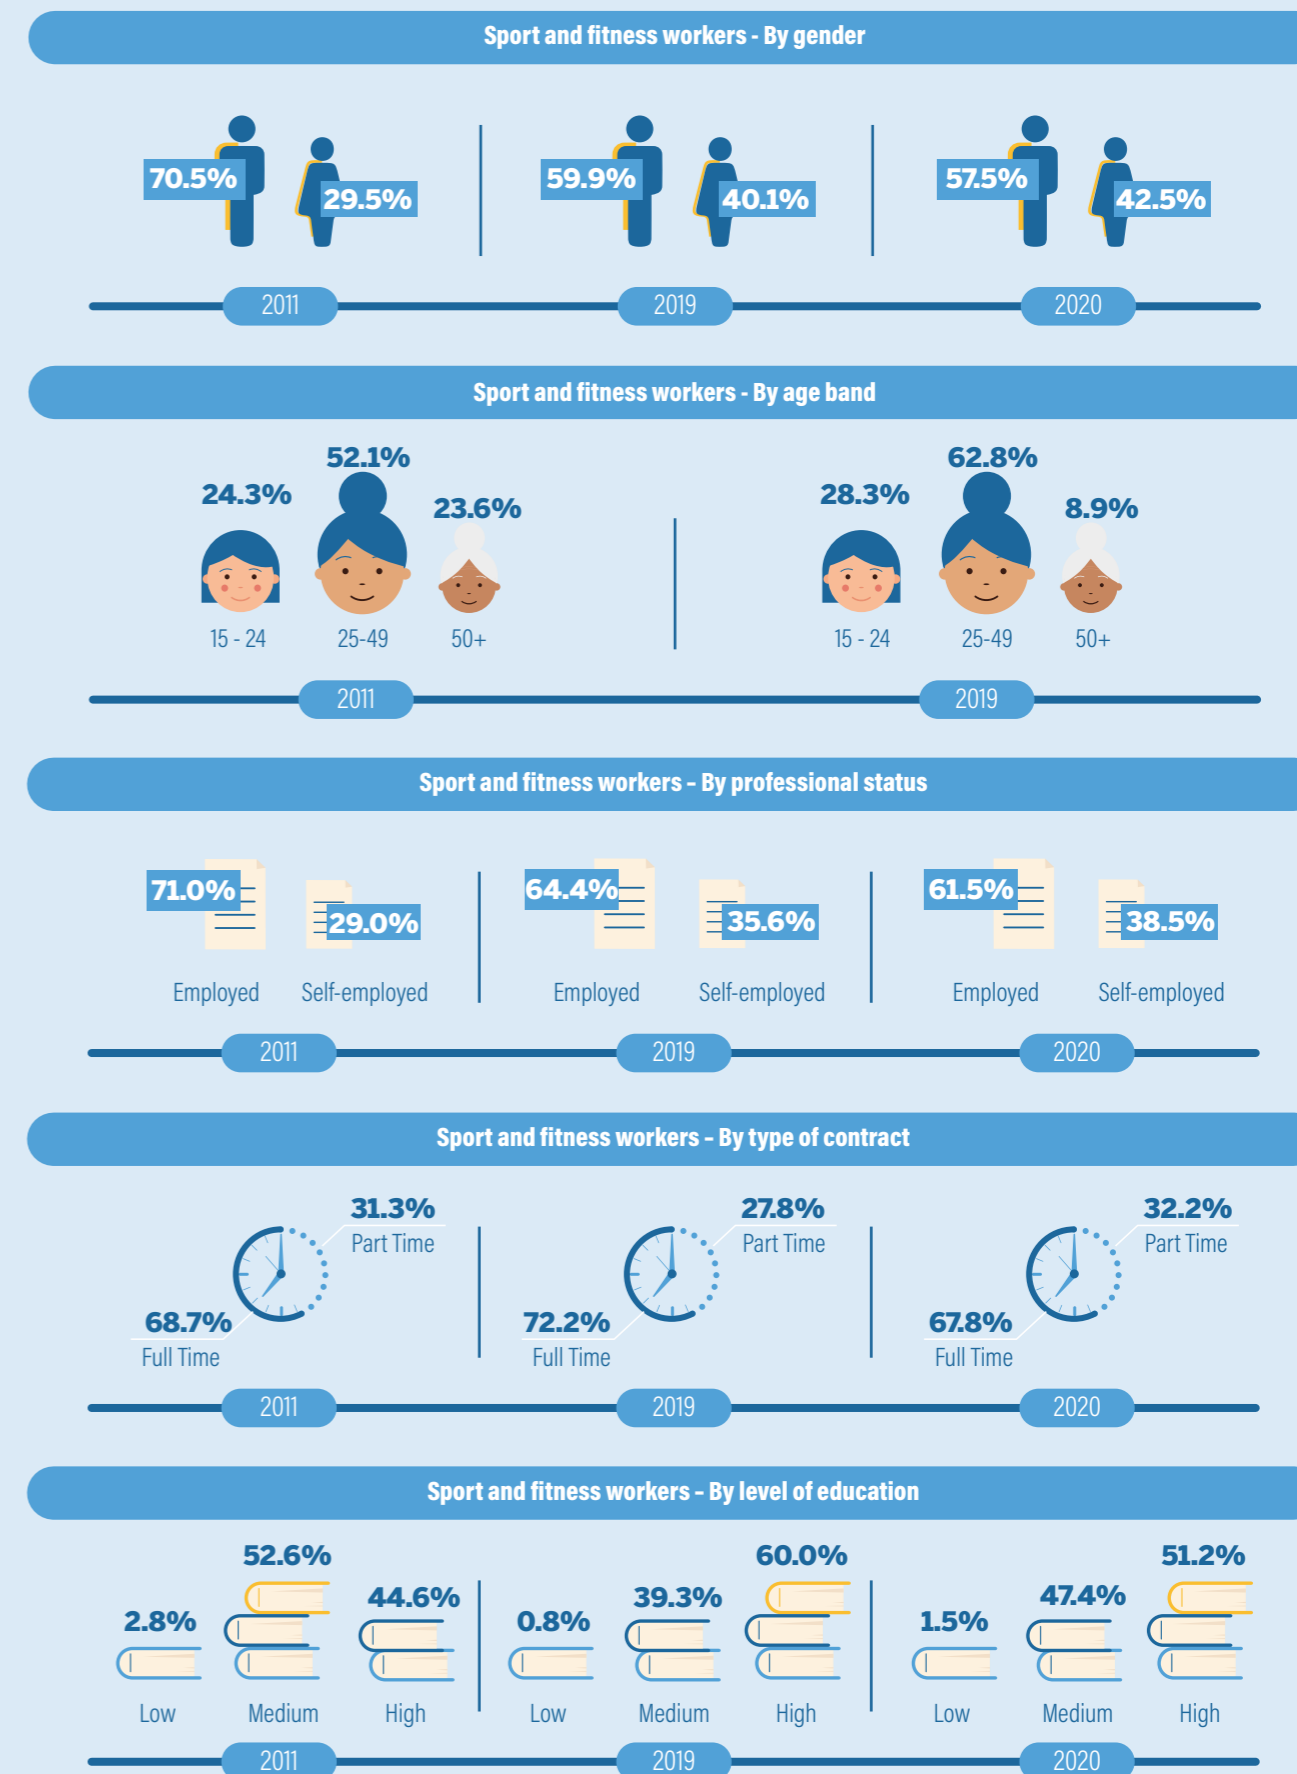 Sport and fitness workers - By gender
70.5%
29.5%
59.9%
40.1%
57.5%
42.5%
2011
2019
2020
Sport and fitness workers - By age band
24.3%
52.1%
23.6%
28.3%
62.8%
8.9%
15 - 24
25-49
50+
15 - 24
25-49
50+
2011
2019
Sport and fitness workers – By professional status
71.0%
29.0%
64.4%
35.6%
61.5%
38.5%
Employed
Self-employed
Employed
Self-employed
Employed
Self-employed
2011
2019
2020
Sport and fitness workers – By type of contract
31.3%
Part Time
68.7%
Full Time
27.8%
Part Time
72.2%
Full Time
32.2%
Part Time
67.8%
Full Time
2011
2019
2020
Sport and fitness workers – By level of education
2.8%
52.6%
44.6%
0.8%
39.3%
60.0%
1.5%
47.4%
51.2%
Low
Medium
High
Low
Medium
High
Low
Medium
High
2011
2019
2020